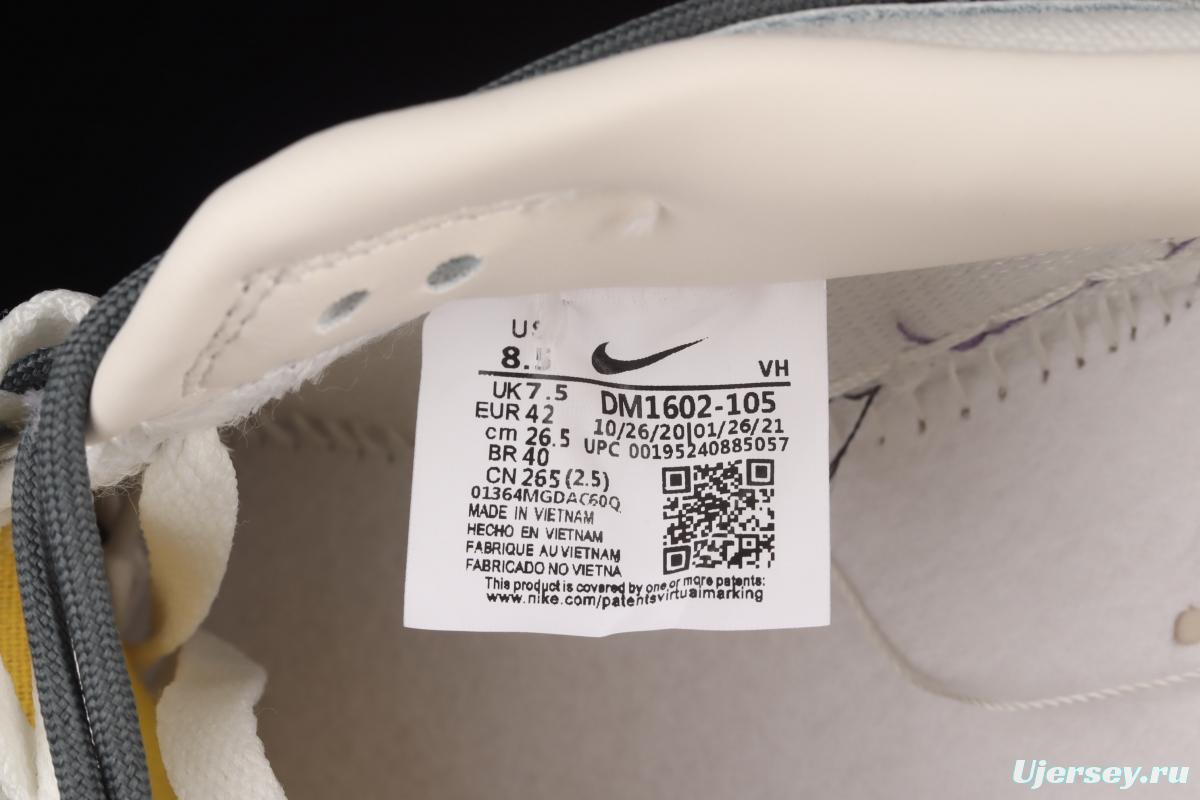 US
8.5
VH
UK 7.5
DM1602-105
EUR 42
10/26/20|01/26/21
cm 26.5
UPC 00195240885057
BR 40
CN 265 (2.5)
01364MGDAC60Q
MADE IN VIETNAM
HECHO EN VIETNAM
FABRIQUE AU VIETNAM
FABRICADO NO VIETNA
This product is covered by one or more patents:
www.nike.com/patentsvirtualmarking
Ujersey.ru